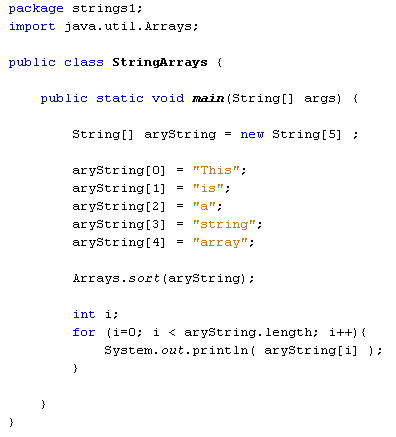 package strings1;
import java.util.Arrays;
public class StringArrays {
public static void main(String[] args) {
String[] aryString = new String[5] ;
aryString[0] = "This";
aryString[1] = "is";
aryString[2] = "a";
aryString[3] = "string";
aryString[4] = "array";
Arrays.sort(aryString);
int i;
for (i=0; i < aryString.length; i++){
System.out.println( aryString[i] );
}
}
}